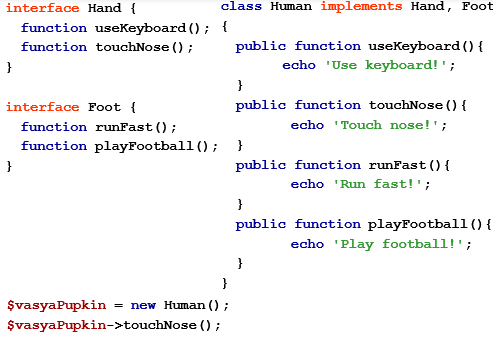 interface Hand {
function useKeyboard();
function touchNose();
}
interface Foot {
function runFast();
function playFootball();
}
class Human implements Hand, Foot
{
public function useKeyboard(){
echo 'Use keyboard!';
}
public function touchNose(){
echo 'Touch nose!';
}
public function runFast(){
echo 'Run fast!';
}
public function playFootball(){
echo 'Play football!';
}
}
$vasyaPupkin = new Human();
$vasyaPupkin->touchNose();